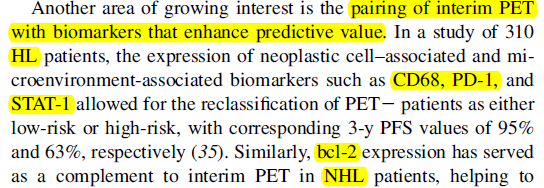 Another area of growing interest is the pairing of interim PET
with biomarkers that enhance predictive value. In a study of 310
HL patients, the expression of neoplastic cell–associated and mi-
croenvironment-associated biomarkers such as CD68, PD-1, and
STAT-1 allowed for the reclassification of PET− patients as either
low-risk or high-risk, with corresponding 3-y PFS values of 95%
and 63%, respectively (35). Similarly, bcl-2 expression has served
as a complement to interim PET in NHL patients, helping to